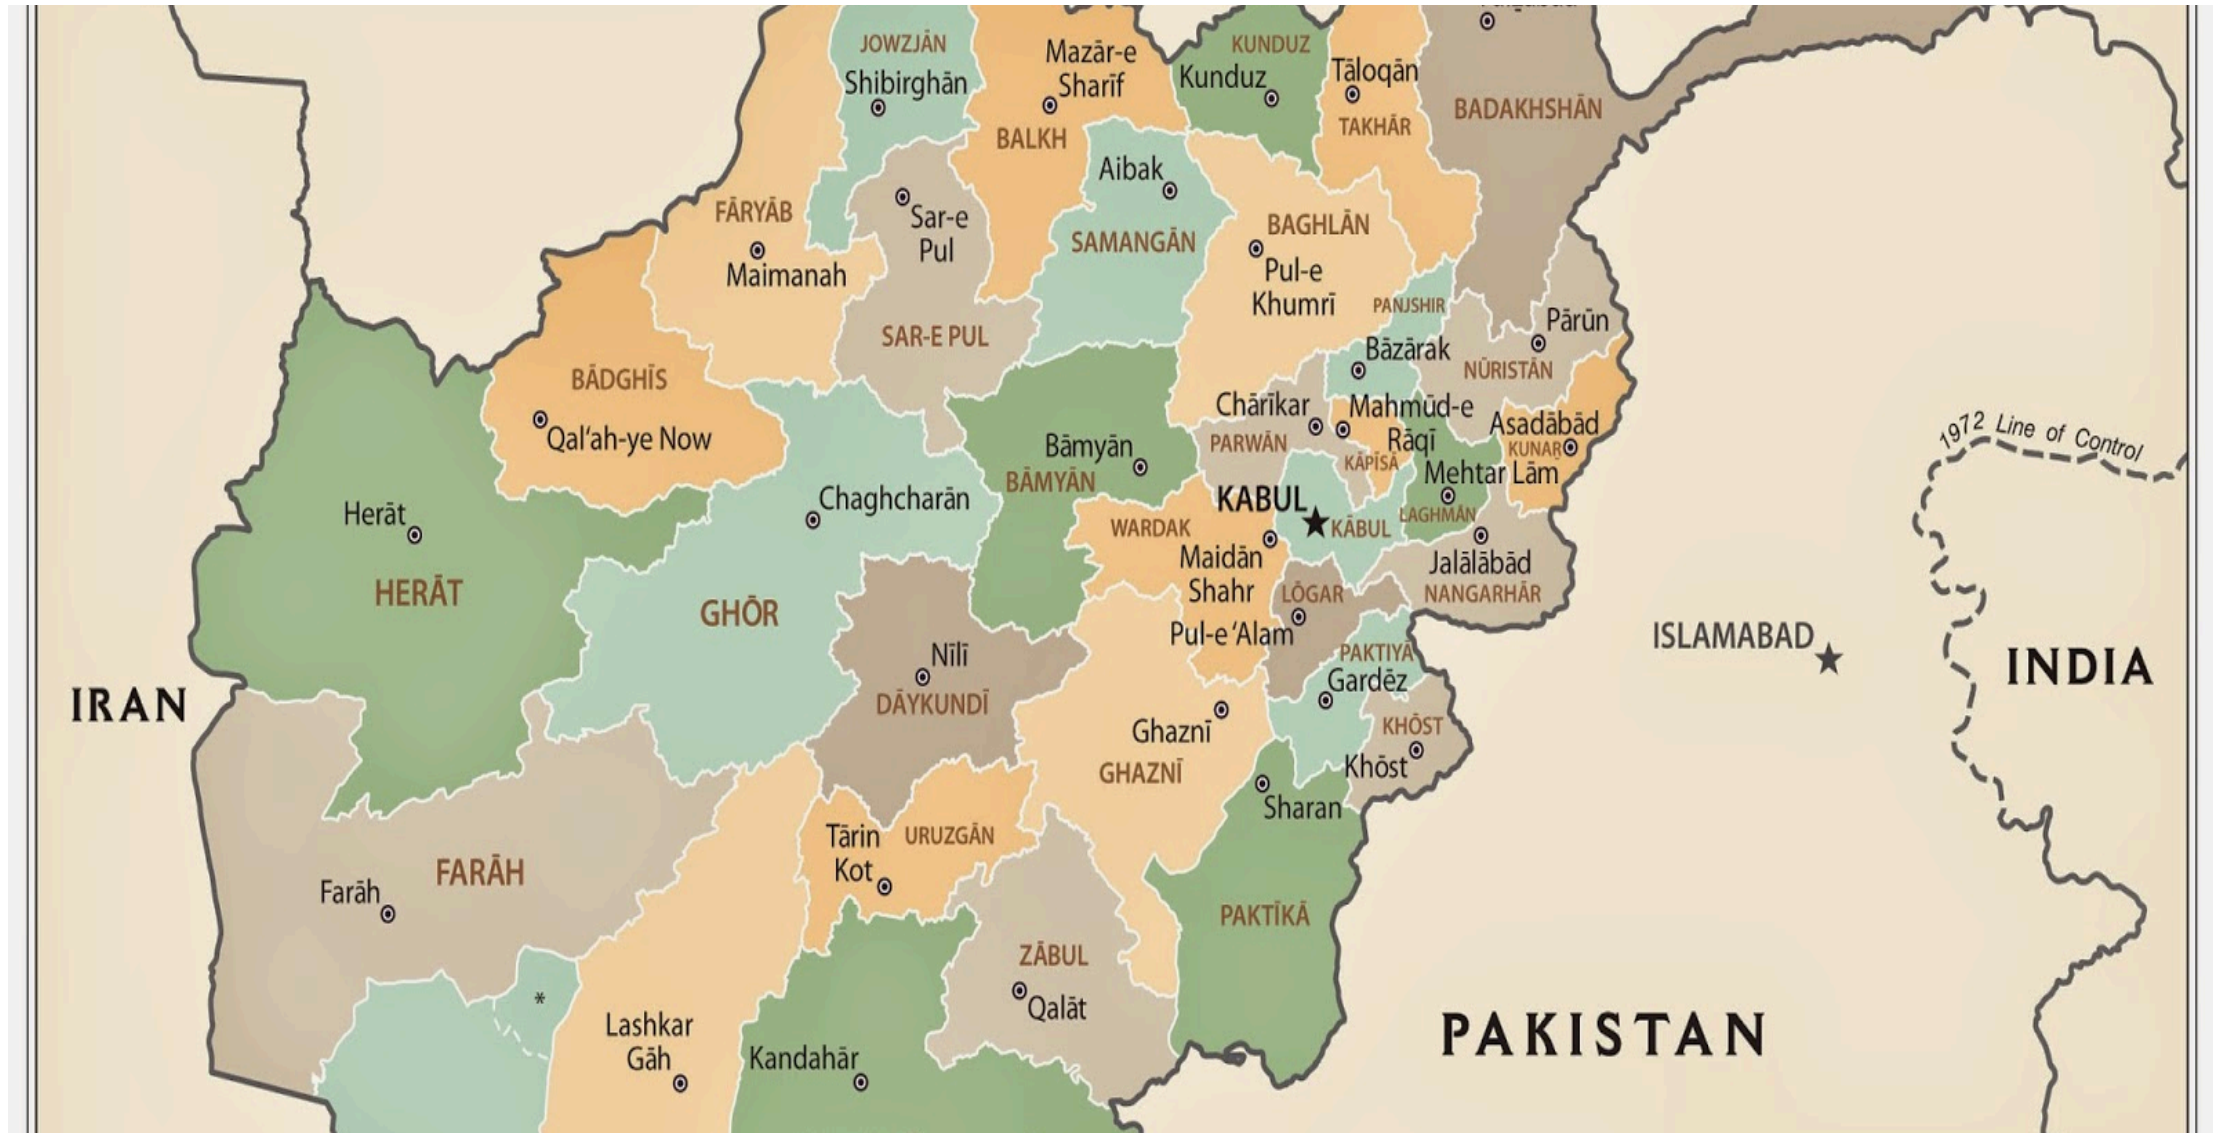 JOWZJĀN
Shibirghān
Mazār-e
Sharīf
BALKH
KUNDUZ
Kunduz
Tāloqān
TAKHĀR
BADAKHSHĀN
Aibak
SAMANGĀN
FĀRYĀB
Maimanah
Sar-e
Pul
SAR-E PUL
BAGHLĀN
Pul-e
Khumrī
PANJSHIR
Bāzārak
Pārūn
NŪRISTĀN
BĀDGHĪS
Qal‘ah-ye Now
Chārīkar
PARWĀN
Mahmūd-e
Rāqī
KĀPĪSĀ
Asadābād
KUNAR
Mehtar Lām
LAGHMĀN
1972 Line of Control
Bāmyān
BĀMYĀN
Herāt
HERĀT
Chaghcharān
GHŌR
WARDAK
KABUL
KĀBUL
Maidān
Shahr
Jalālābād
NANGARHĀR
LŌGAR
Pul-e ‘Alam
PAKTIYĀ
Gardēz
ISLAMABAD
INDIA
IRAN
Nīlī
DĀYKUNDĪ
Ghaznī
GHAZNĪ
KHŌST
Khōst
Sharan
Tārin
Kot
URUZGĀN
FARĀH
Farāh
PAKTĪKĀ
ZĀBUL
Qalāt
*
Lashkar
Gāh
Kandahār
PAKISTAN